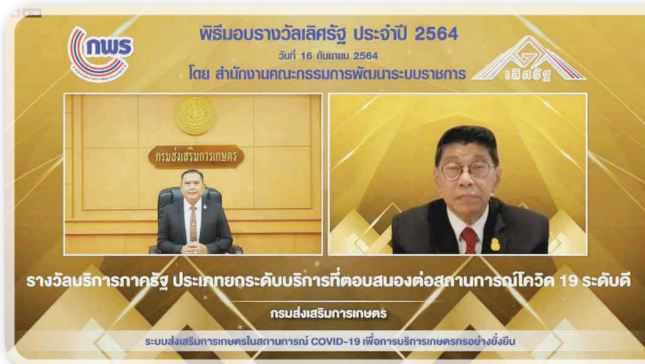 กพร
พิธีมอบรางวัลเลิศรัฐ ประจำปี 2564
วันที่ 16 กันยายน 2564
โดย สำนักงานคณะกรรมการพัฒนาระบบราชการ
เลิศรัฐ
กรมส่งเสริมการเกษตร
รางวัลบริการภาครัฐ ประเภทยกระดับบริการที่ตอบสนองต่อสถานการณ์โควิด 19 ระดับดี
กรมส่งเสริมการเกษตร
ระบบส่งเสริมการเกษตรในสถานการณ์ COVID-19 เพื่อการบริการเกษตรกรอย่างยั่งยืน